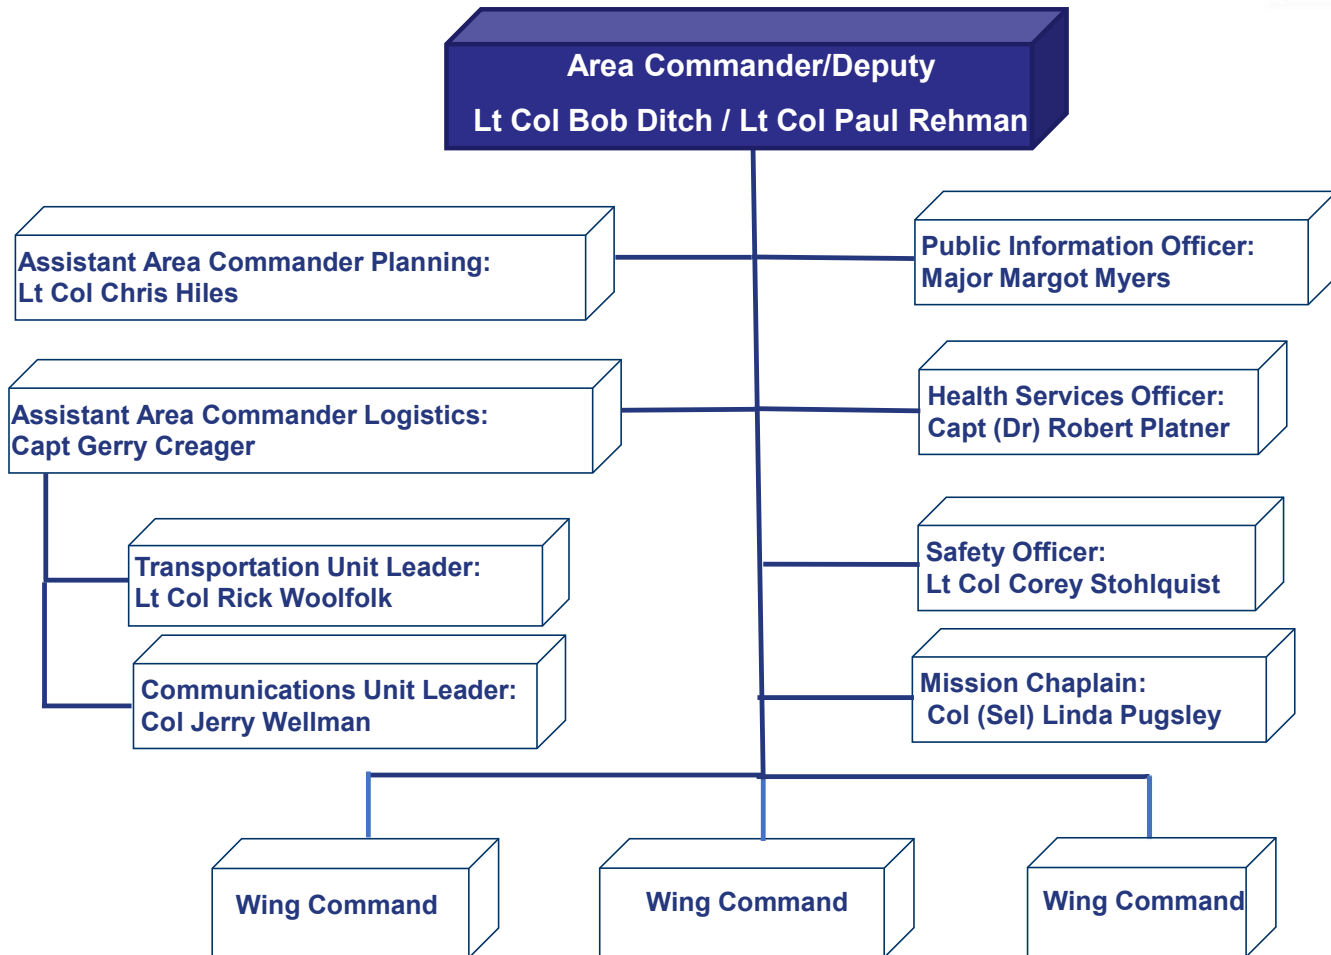 Area Commander/Deputy
Lt Col Bob Ditch / Lt Col Paul Rehman
Assistant Area Commander Planning:
Lt Col Chris Hiles
Public Information Officer:
Major Margot Myers
Assistant Area Commander Logistics:
Capt Gerry Creager
Health Services Officer:
Capt (Dr) Robert Platner
Transportation Unit Leader:
Lt Col Rick Woolfolk
Safety Officer:
Lt Col Corey Stohlquist
Communications Unit Leader:
Col Jerry Wellman
Mission Chaplain:
Col (Sel) Linda Pugsley
Wing Command
Wing Command
Wing Command